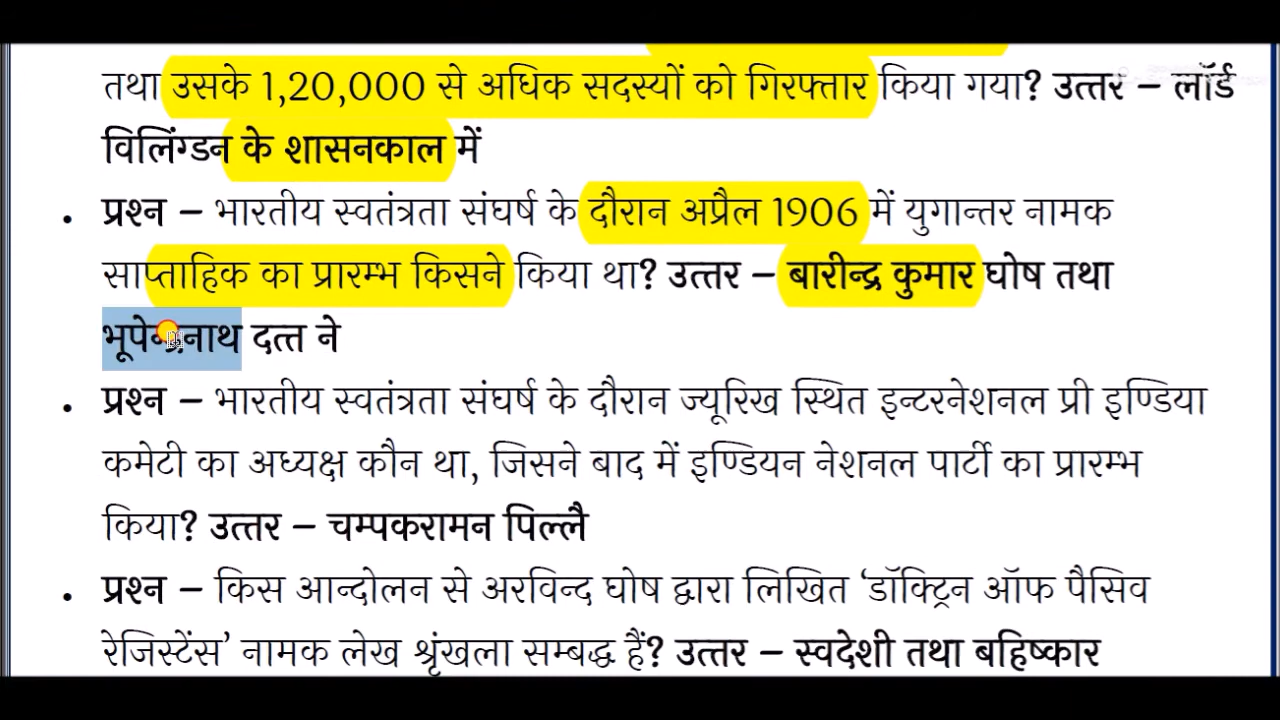 तथा उसके 1,20,000 से अधिक सदस्यों को गिरफ्तार किया गया? उत्तर – लॉर्ड
विलिंग्डन के शासनकाल में
• प्रश्न – भारतीय स्वतंत्रता संघर्ष के दौरान अप्रैल 1906 में युगान्तर नामक
साप्ताहिक का प्रारम्भ किसने किया था? उत्तर – बारीन्द्र कुमार घोष तथा
भूपेन्द्रनाथ दत्त ने
• प्रश्न – भारतीय स्वतंत्रता संघर्ष के दौरान ज्यूरिख स्थित इन्टरनेशनल प्री इण्डिया
कमेटी का अध्यक्ष कौन था, जिसने बाद में इण्डियन नेशनल पार्टी का प्रारम्भ
किया? उत्तर – चम्पकरामन पिल्लै
• प्रश्न – किस आन्दोलन से अरविन्द घोष द्वारा लिखित ‘डॉक्ट्रिन ऑफ पैसिव
रेजिस्टेंस’ नामक लेख श्रृंखला सम्बद्ध हैं? उत्तर – स्वदेशी तथा बहिष्कार